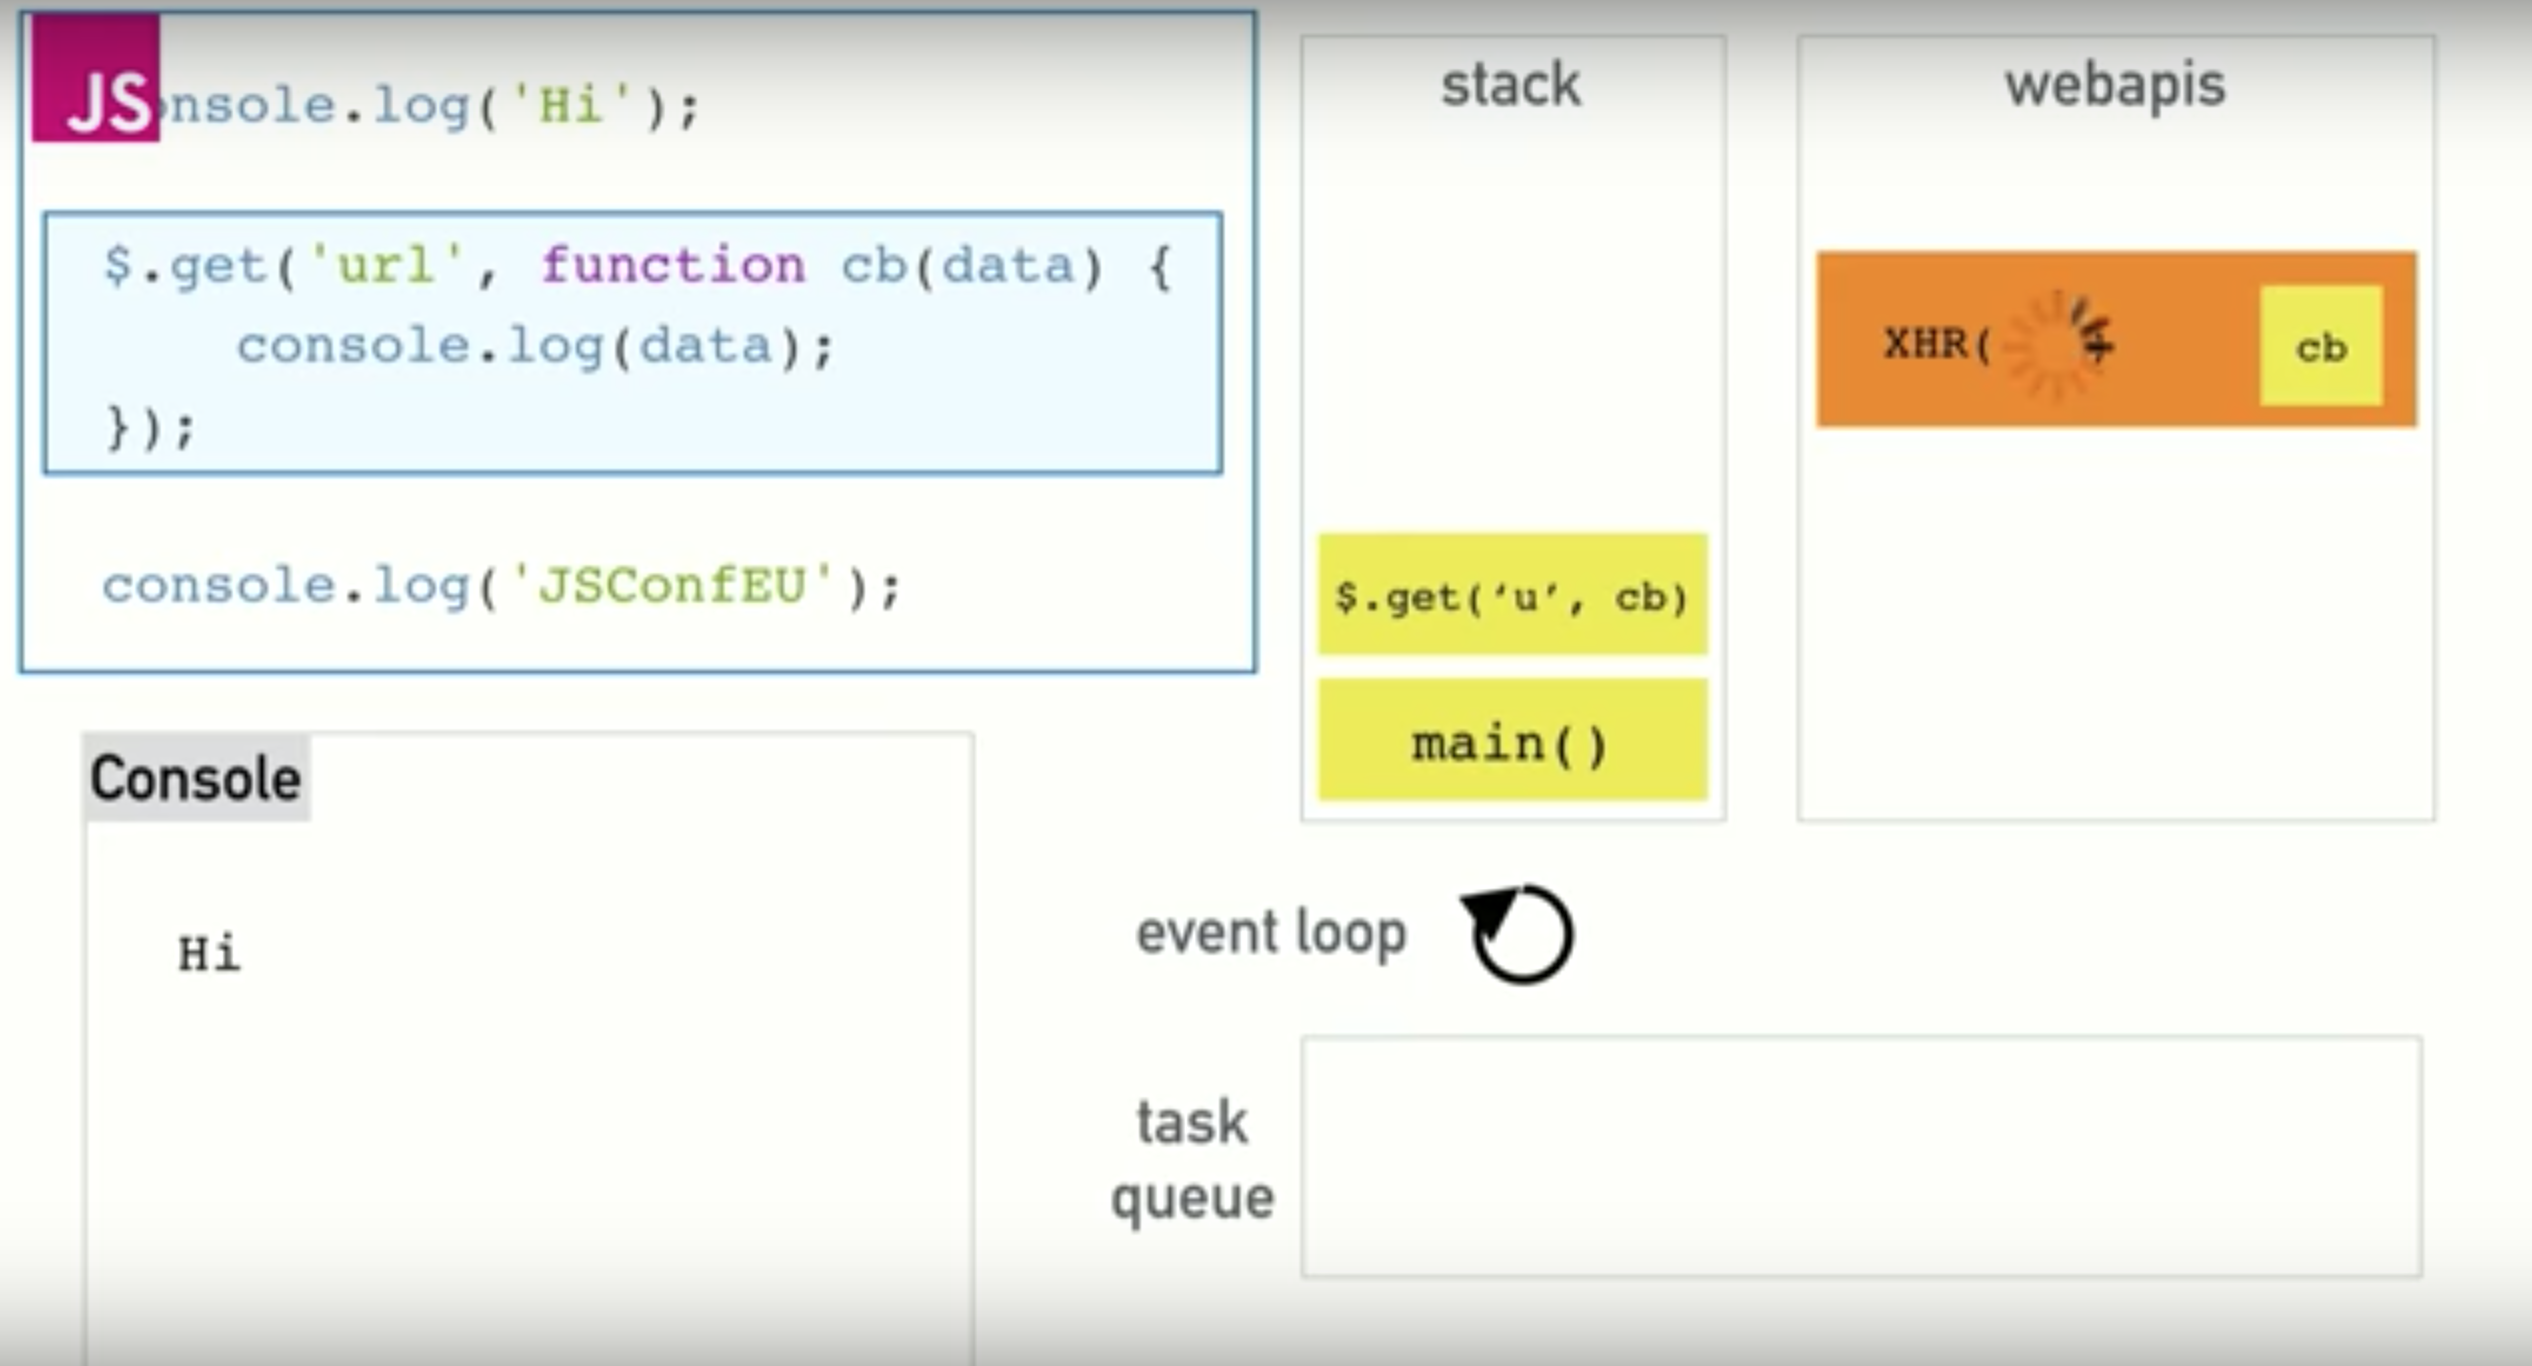 JS
onsole.log('Hi');
$.get('url', function cb(data) {
console.log(data);
});
console.log('JSConfEU');
Console
Hi
stack
$.get(‘u’, cb)
main()
webapis
XHR(
cb
event loop
task
queue